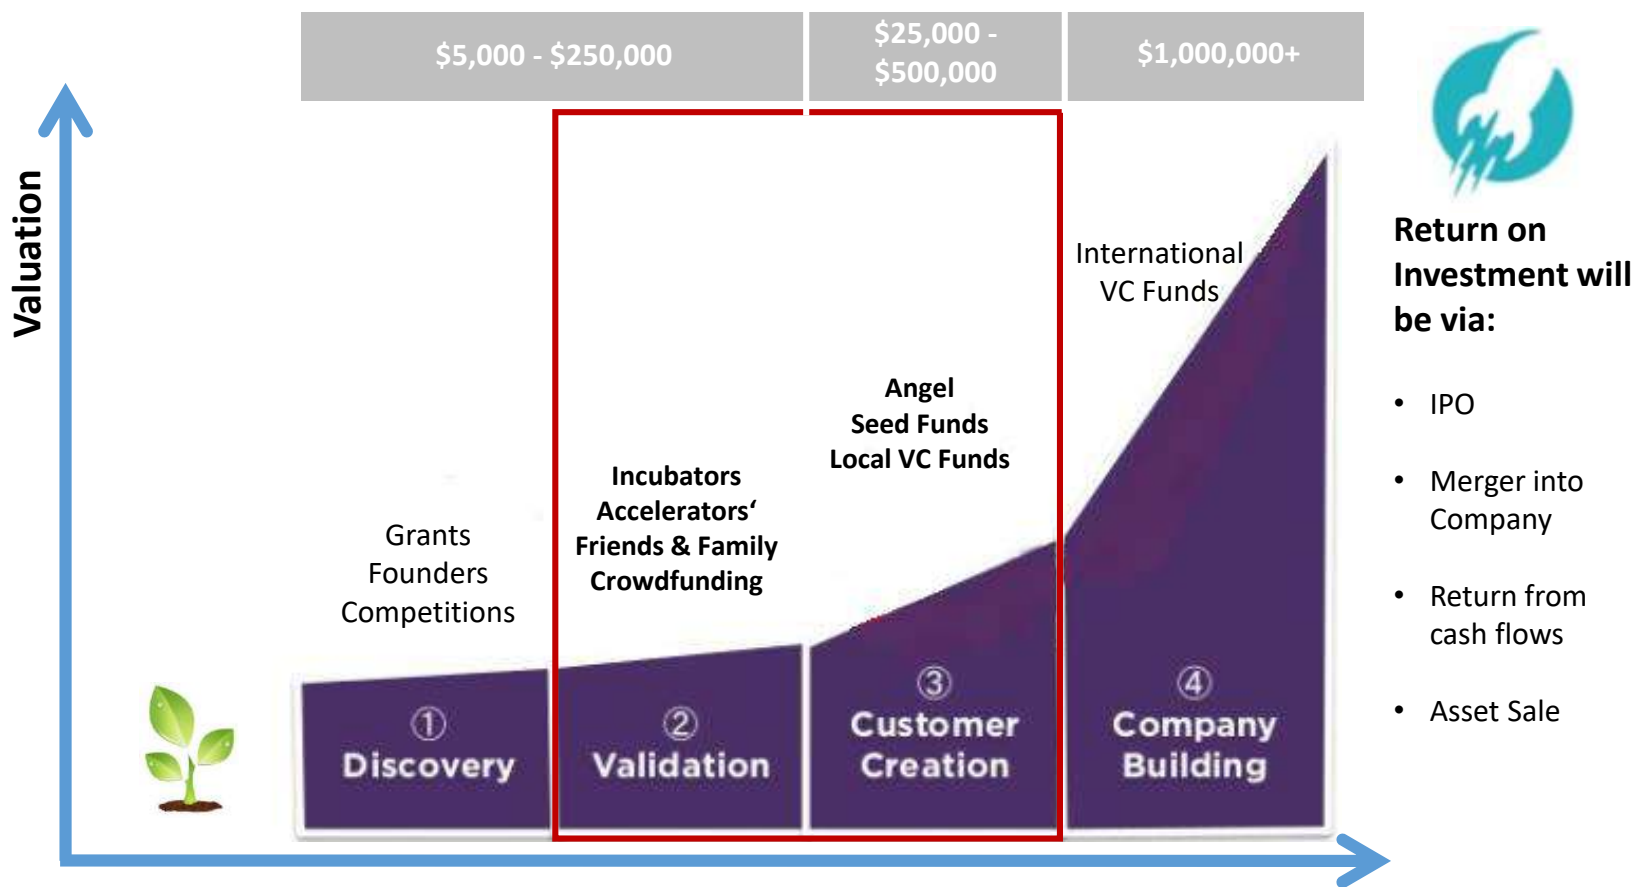 $5,000 - $250,000
$25,000 -
$500,000
$1,000,000+
Valuation
Grants
Founders
Competitions
Incubators
Accelerators‘
Friends & Family
Crowdfunding
Angel
Seed Funds
Local VC Funds
International
VC Funds
① 
Discovery
②
Validation
③
Customer
Creation
④
Company
Building
Return on
Investment will
be via:
• IPO
• Merger into
Company
• Return from
cash flows
• Asset Sale